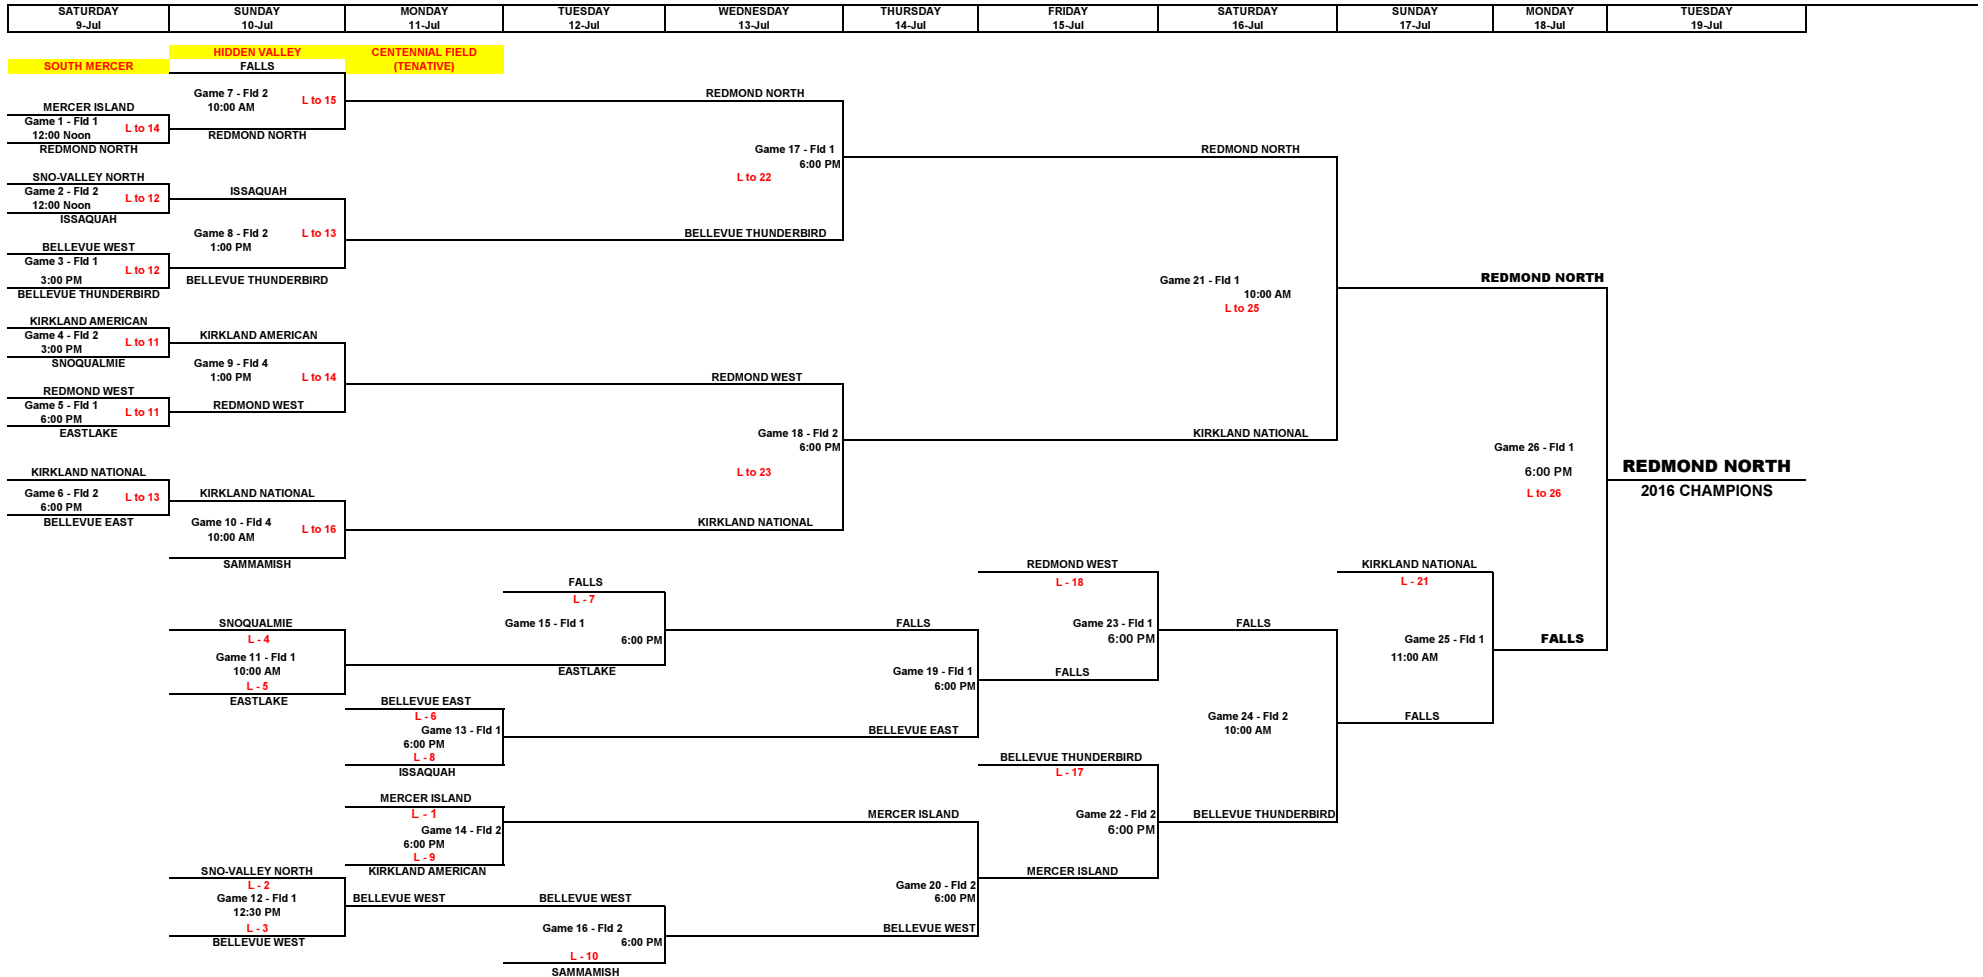 SATURDAY SUNDAY MONDAY TUESDAY WEDNESDAY THURSDAY FRIDAY SATURDAY SUNDAY MONDAY TUESDAY
9-Jul 10-Jul 11-Jul 12-Jul 13-Jul 14-Jul 15-Jul 16-Jul 17-Jul 18-Jul 19-Jul
HIDDEN VALLEY CENTENNIAL FIELD
SOUTH MERCER FALLS (TENATIVE)
Game 7 - Fld 2
L to 15
REDMOND NORTH
MERCER ISLAND 10:00 AM
Game 1 - Fld 1
L to 14
12:00 Noon REDMOND NORTH
REDMOND NORTH
Game 17 - Fld 1
REDMOND NORTH
6:00 PM
SNO-VALLEY NORTH
L to 22
Game 2 - Fld 2 ISSAQUAH
L to 12
12:00 Noon
ISSAQUAH
Game 8 - Fld 2 L to 13
BELLEVUE THUNDERBIRD
BELLEVUE WEST 1:00 PM
Game 3 - Fld 1
L to 12
3:00 PM BELLEVUE THUNDERBIRD
Game 21 - Fld 1
REDMOND NORTH
BELLEVUE THUNDERBIRD
10:00 AM
L to 25
KIRKLAND AMERICAN
Game 4 - Fld 2 KIRKLAND AMERICAN
L to 11
3:00 PM
SNOQUALMIE Game 9 - Fld 4
1:00 PM L to 14
REDMOND WEST
REDMOND WEST
Game 5 - Fld 1 REDMOND WEST
L to 11
6:00 PM
EASTLAKE
Game 18 - Fld 2
KIRKLAND NATIONAL
6:00 PM
Game 26 - Fld 1
KIRKLAND NATIONAL
L to 23
6:00 PM
REDMOND NORTH
Game 6 - Fld 2 KIRKLAND NATIONAL
L to 13
L to 26
2016 CHAMPIONS
6:00 PM
BELLEVUE EAST Game 10 - Fld 4
L to 16
KIRKLAND NATIONAL
10:00 AM
SAMMAMISH
REDMOND WEST
KIRKLAND NATIONAL
FALLS
L - 18
L - 21
L - 7
SNOQUALMIE
Game 15 - Fld 1
FALLS
Game 23 - Fld 1
FALLS
L - 4
6:00 PM
6:00 PM
Game 25 - Fld 1
FALLS
Game 11 - Fld 1
11:00 AM
10:00 AM
EASTLAKE
Game 19 - Fld 1
FALLS
L - 5
6:00 PM
EASTLAKE
BELLEVUE EAST
L - 6
Game 24 - Fld 2
FALLS
Game 13 - Fld 1
BELLEVUE EAST
10:00 AM
6:00 PM
L - 8
BELLEVUE THUNDERBIRD
ISSAQUAH
L - 17
MERCER ISLAND
L - 1
MERCER ISLAND
Game 22 - Fld 2
BELLEVUE THUNDERBIRD
Game 14 - Fld 2
6:00 PM
6:00 PM
L - 9
SNO-VALLEY NORTH KIRKLAND AMERICAN
MERCER ISLAND
L - 2
Game 20 - Fld 2
Game 12 - Fld 1 BELLEVUE WEST BELLEVUE WEST
6:00 PM
12:30 PM
L - 3
Game 16 - Fld 2
BELLEVUE WEST
BELLEVUE WEST
6:00 PM
L - 10
SAMMAMISH